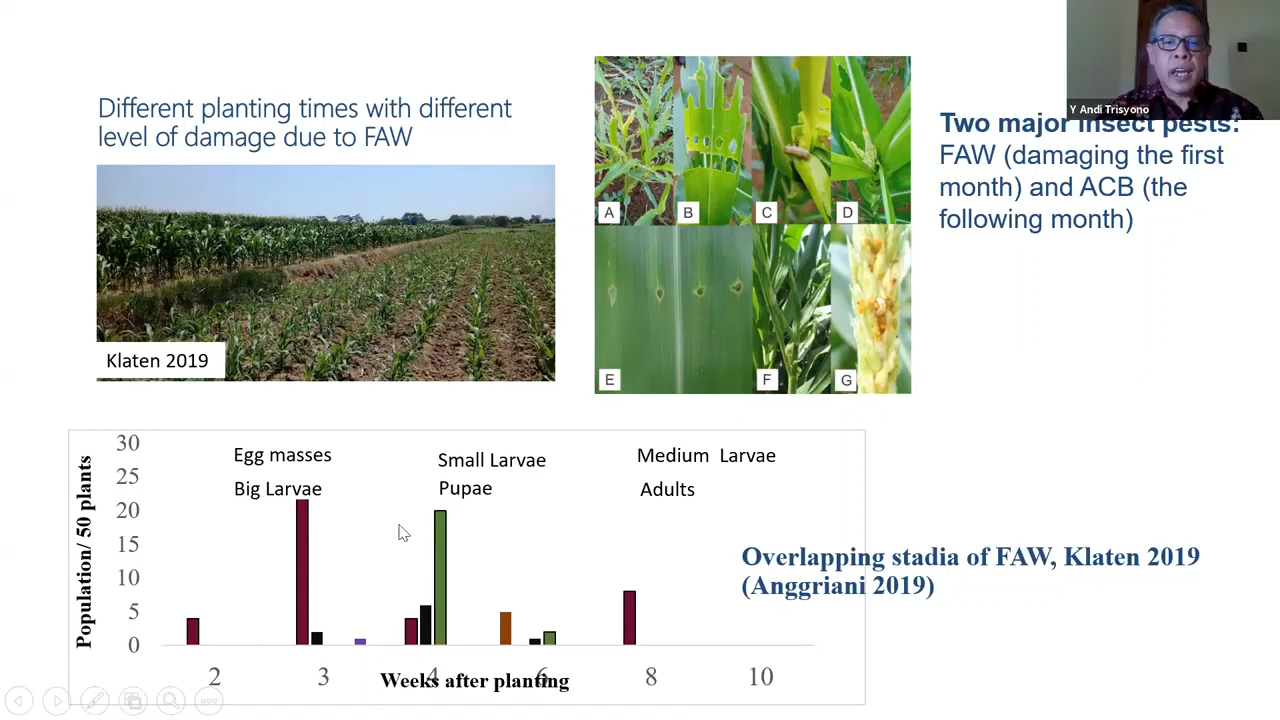 Y Andi Trisyono
Different planting times with different
level of damage due to FAW
Klaten 2019
A
B
C
D
E
F
G
Two major insect pests:
FAW (damaging the first
month) and ACB (the
following month)
30
25
20
15
10
5
0
Population/ 50 plants
Egg masses
Small Larvae
Medium Larvae
Big Larvae
Pupae
Adults
2
3
4
6
8
10
Weeks after planting
Overlapping stadia of FAW, Klaten 2019
(Anggriani 2019)